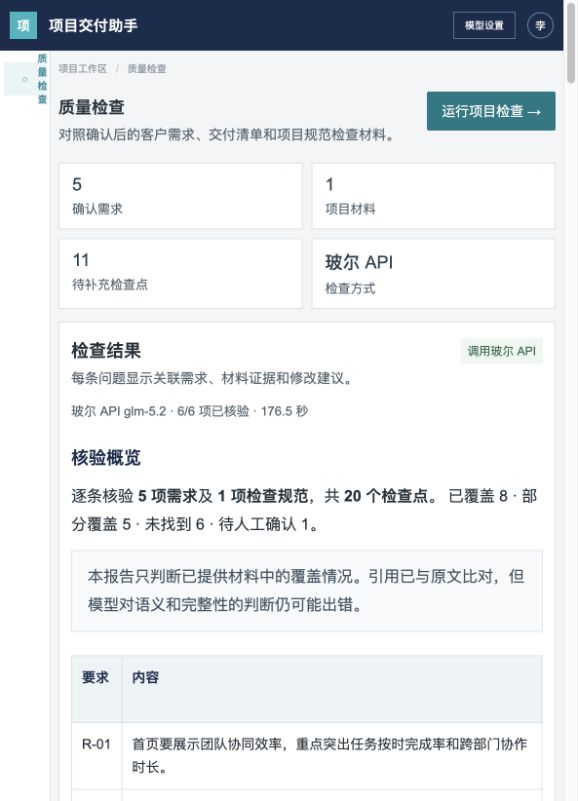 项 项目交付助手 模型设置 李
质量检查
项目工作区 / 质量检查
质量检查
运行项目检查 →
对照确认后的客户需求、交付清单和项目规范检查材料。
5
确认需求
1
项目材料
11
待补充检查点
玻尔 API
检查方式
检查结果
调用玻尔 API
每条问题显示关联需求、材料证据和修改建议。
玻尔 API glm-5.2 · 6/6 项已核验 · 176.5 秒
核验概览
逐条核验 5 项需求及 1 项检查规范，共 20 个检查点。 已覆盖 8 · 部
分覆盖 5 · 未找到 6 · 待人工确认 1。
本报告只判断已提供材料中的覆盖情况。引用已与原文比对，但
模型对语义和完整性的判断仍可能出错。
要求 内容
R-01 首页要展示团队协同效率，重点突出任务按时完成率和跨部门协作
时长。